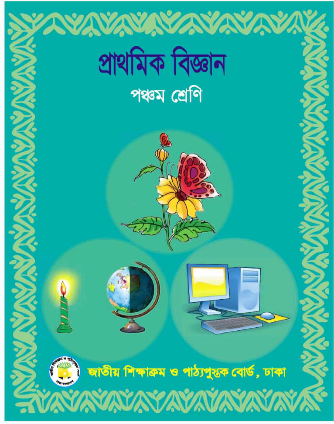 প্রাথমিক বিজ্ঞান
পঞ্চম শ্রেণি
জাতীয় শিক্ষাক্রম ও পাঠ্যপুস্তক বোর্ড, ঢাকা